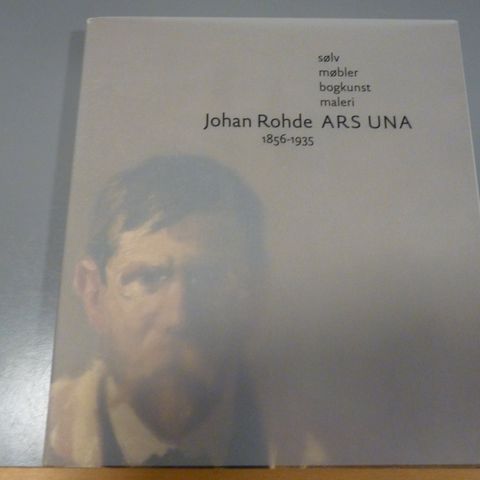 sølv
møbler
bogkunst
maleri
Johan Rohde ARS UNA
1856-1935